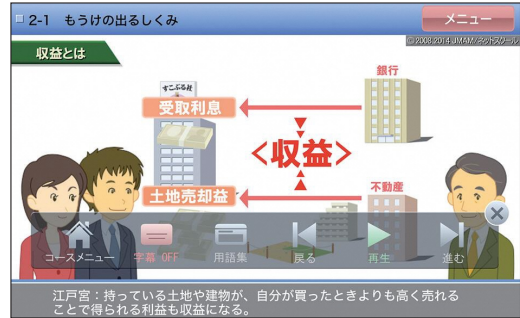 2-1 もうけの出るしくみ
メニュー
©2008,2014 JMAM/ネットスクール
収益とは
すこぶる社
銀行
受取利息
<収益>
土地売却益
不動産
コースメニュー
字幕 OFF
用語集
戻る
再生
進む
江戸宮:持っている土地や建物が、自分が買ったときよりも高く売れる
ことで得られる利益も収益になる。